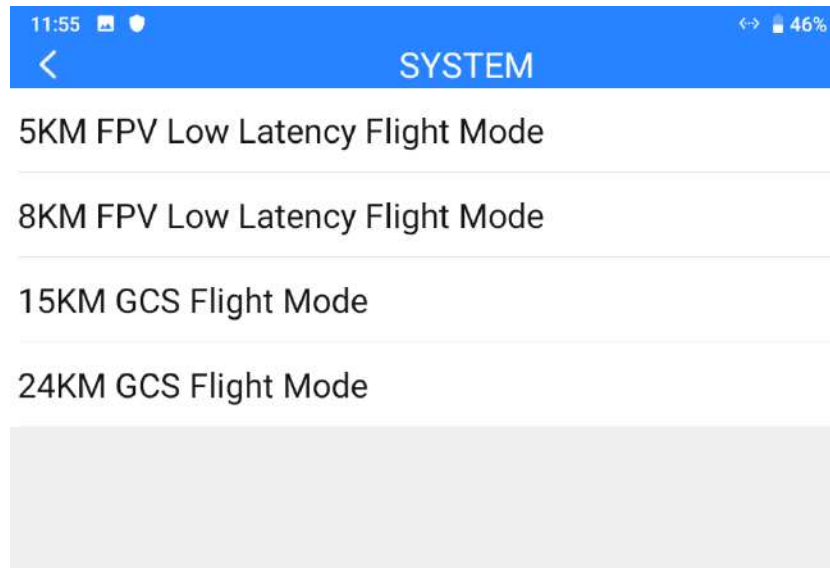 11:55 46%
SYSTEM
5KM FPV Low Latency Flight Mode
8KM FPV Low Latency Flight Mode
15KM GCS Flight Mode
24KM GCS Flight Mode